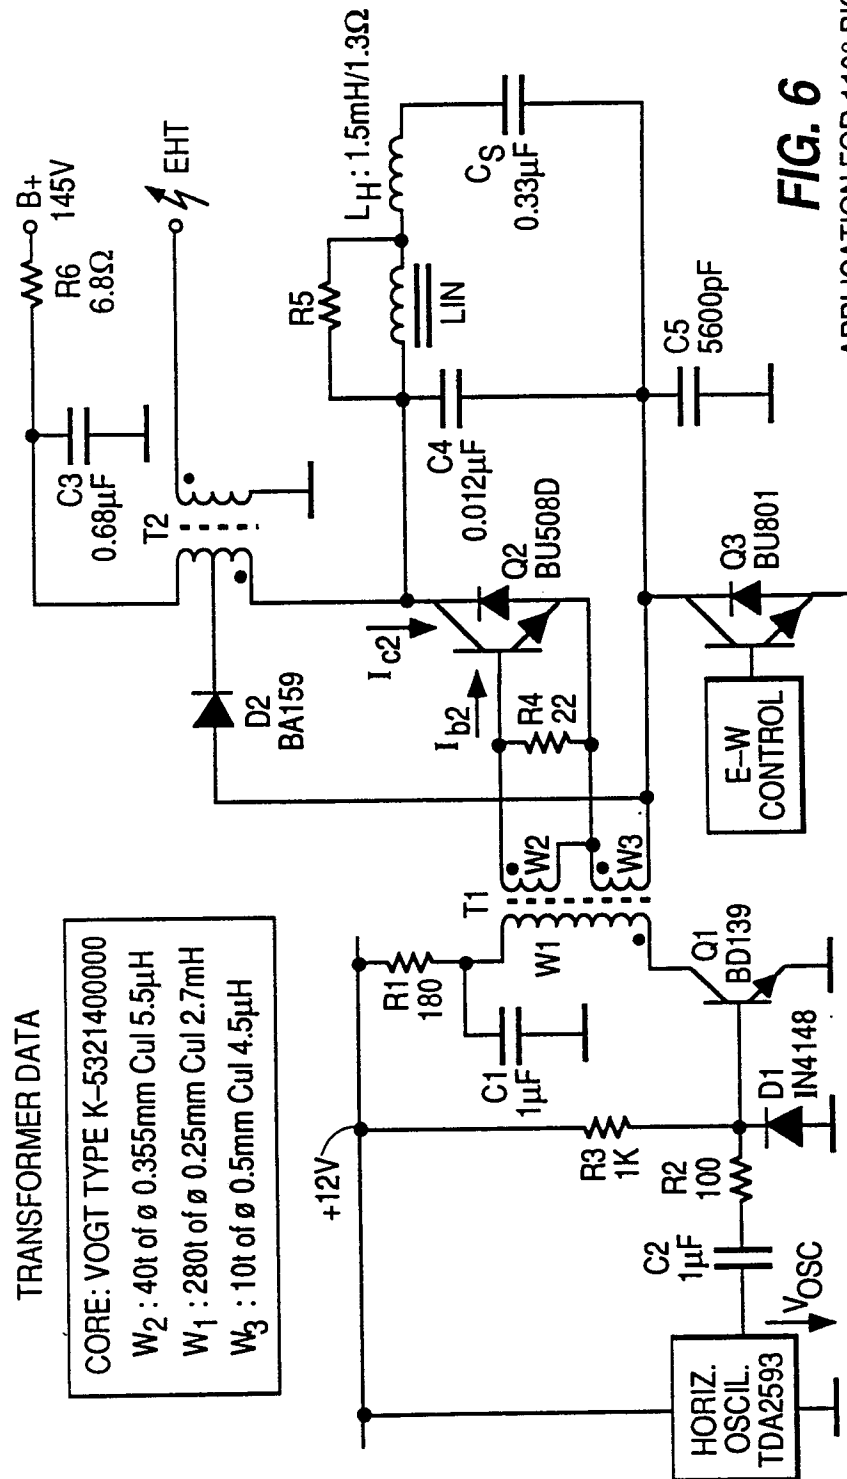 TRANSFORMER DATA
CORE: VOGT TYPE K–5321400000
W2 : 40t of ø 0.355mm Cul 5.5µH
W1 : 280t of ø 0.25mm Cul 2.7mH
W3 : 10t of ø 0.5mm Cul 4.5µH
B+
145V
R6
6.8Ω
C3
0.68µF
EHT
T2
D2
BA159
LH: 1.5mH/1.3Ω
R5
LIN
CS
0.33µF
C4
0.012µF
C5
5600pF
Ic2
Q2
BU508D
Ib2
R4
22
Q3
BU801
E–W
CONTROL
T1
W1
W2
W3
R1
180
C1
1µF
Q1
BD139
+12V
R3
1K
D1
IN4148
R2
100
C2
1µF
VOSC
HORIZ.
OSCIL.
TDA2593
FIG. 6
APPLICATION FOR 110°